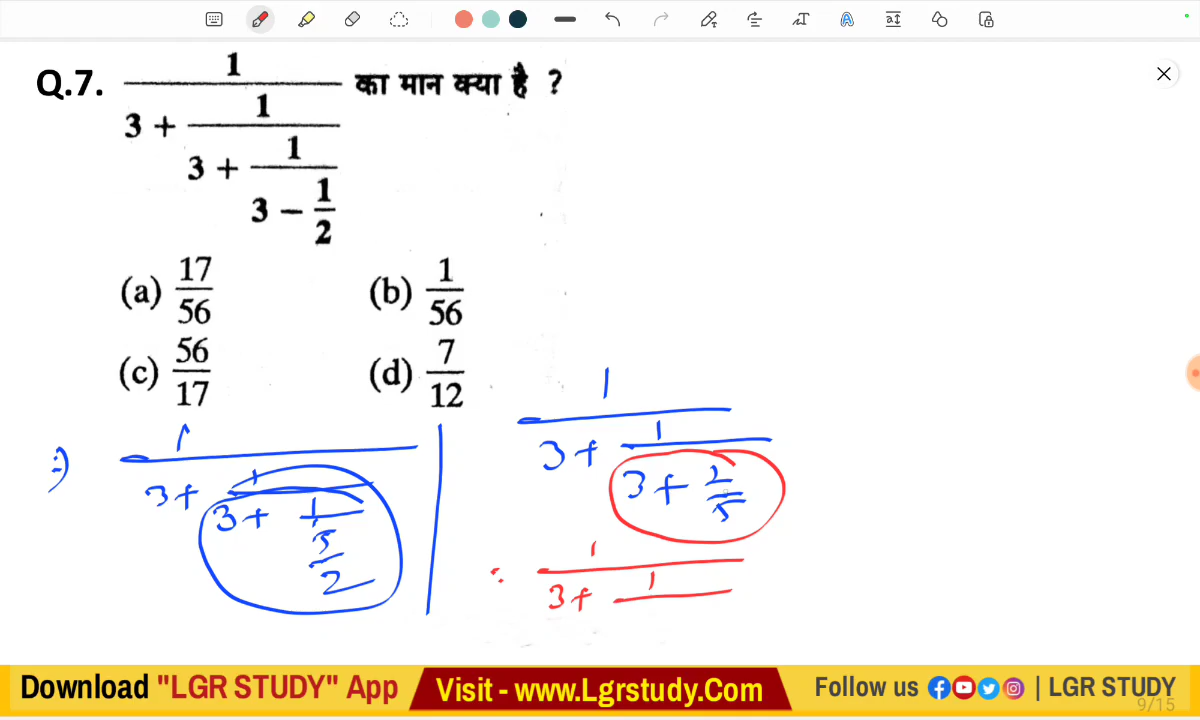 Q.7. 1 का मान क्या है ?
3 + 1
3 + 1
3 − 1
2
(a) 17/56 (b) 1/56
(c) 56/17 (d) 7/12
1
3+ 1
3+ 1
5
2
1
3+ 1
3+ 2
5
: 1
3+ 1
Download "LGR STUDY" App Visit - www.Lgrstudy.Com Follow us | LGR STUDY
9/15